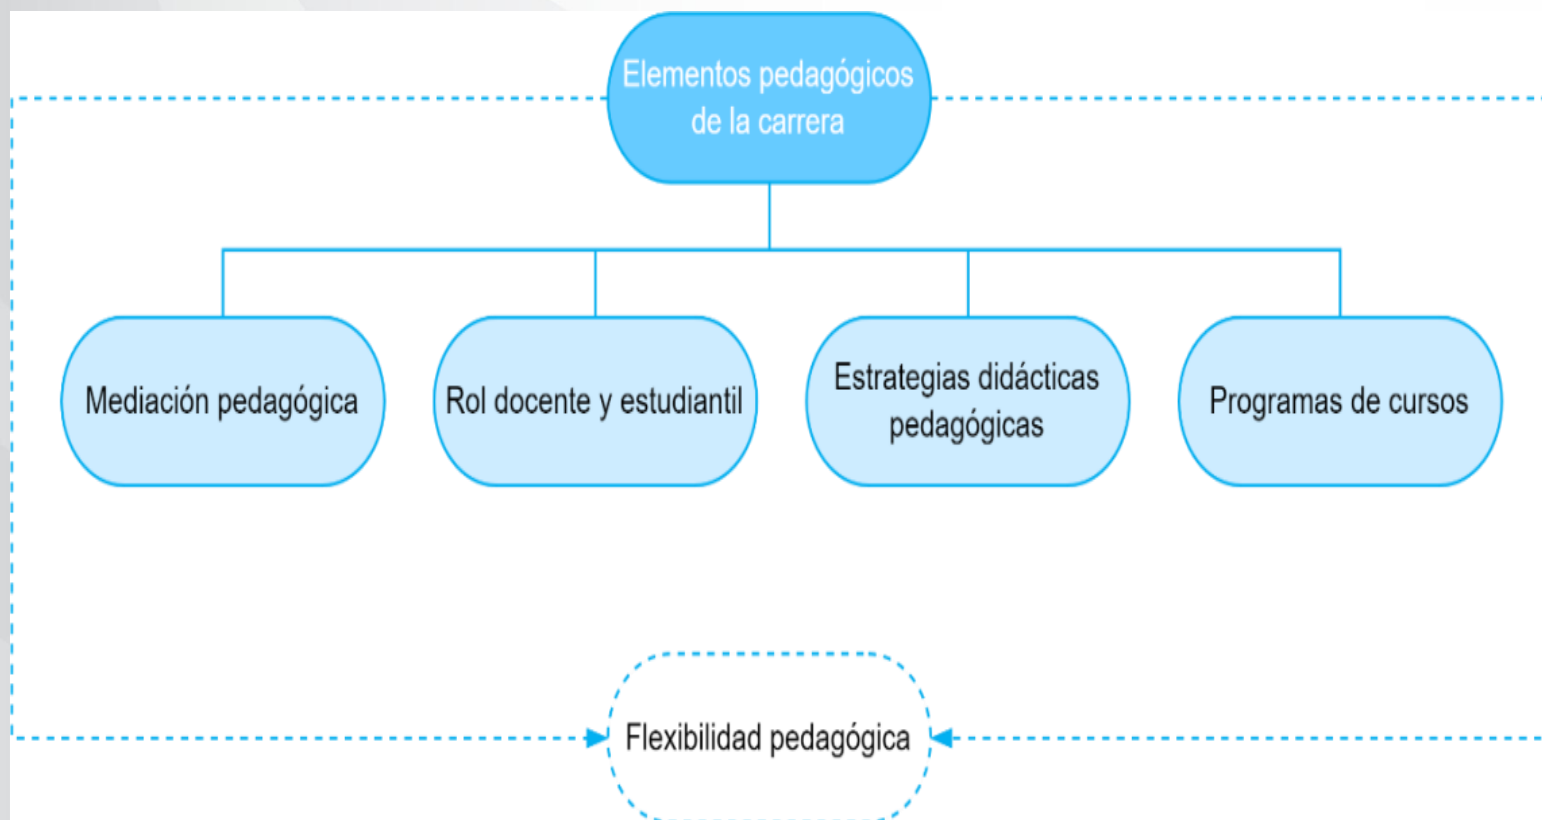 Elementos pedagógicos
de la carrera
Mediación pedagógica
Rol docente y estudiantil
Estrategias didácticas
pedagógicas
Programas de cursos
Flexibilidad pedagógica